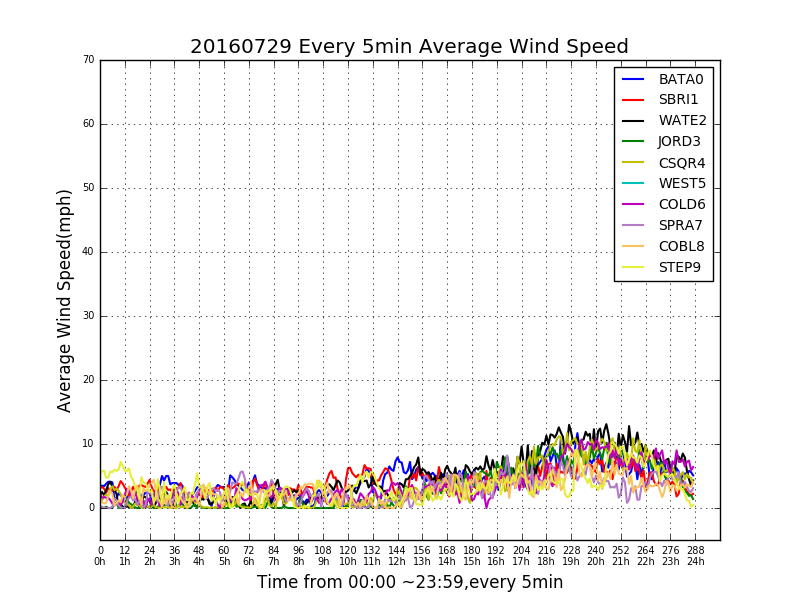 20160729 Every 5min Average Wind Speed
70
60
50
40
30
20
10
0
Average Wind Speed(mph)
BATA0
SBRI1
WATE2
JORD3
CSQR4
WEST5
COLD6
SPRA7
COBL8
STEP9
0 12 24 36 48 60 72 84 96 108 120 132 144 156 168 180 192 204 216 228 240 252 264 276 288
0h 1h 2h 3h 4h 5h 6h 7h 8h 9h 10h 11h 12h 13h 14h 15h 16h 17h 18h 19h 20h 21h 22h 23h 24h
Time from 00:00 ~23:59,every 5min